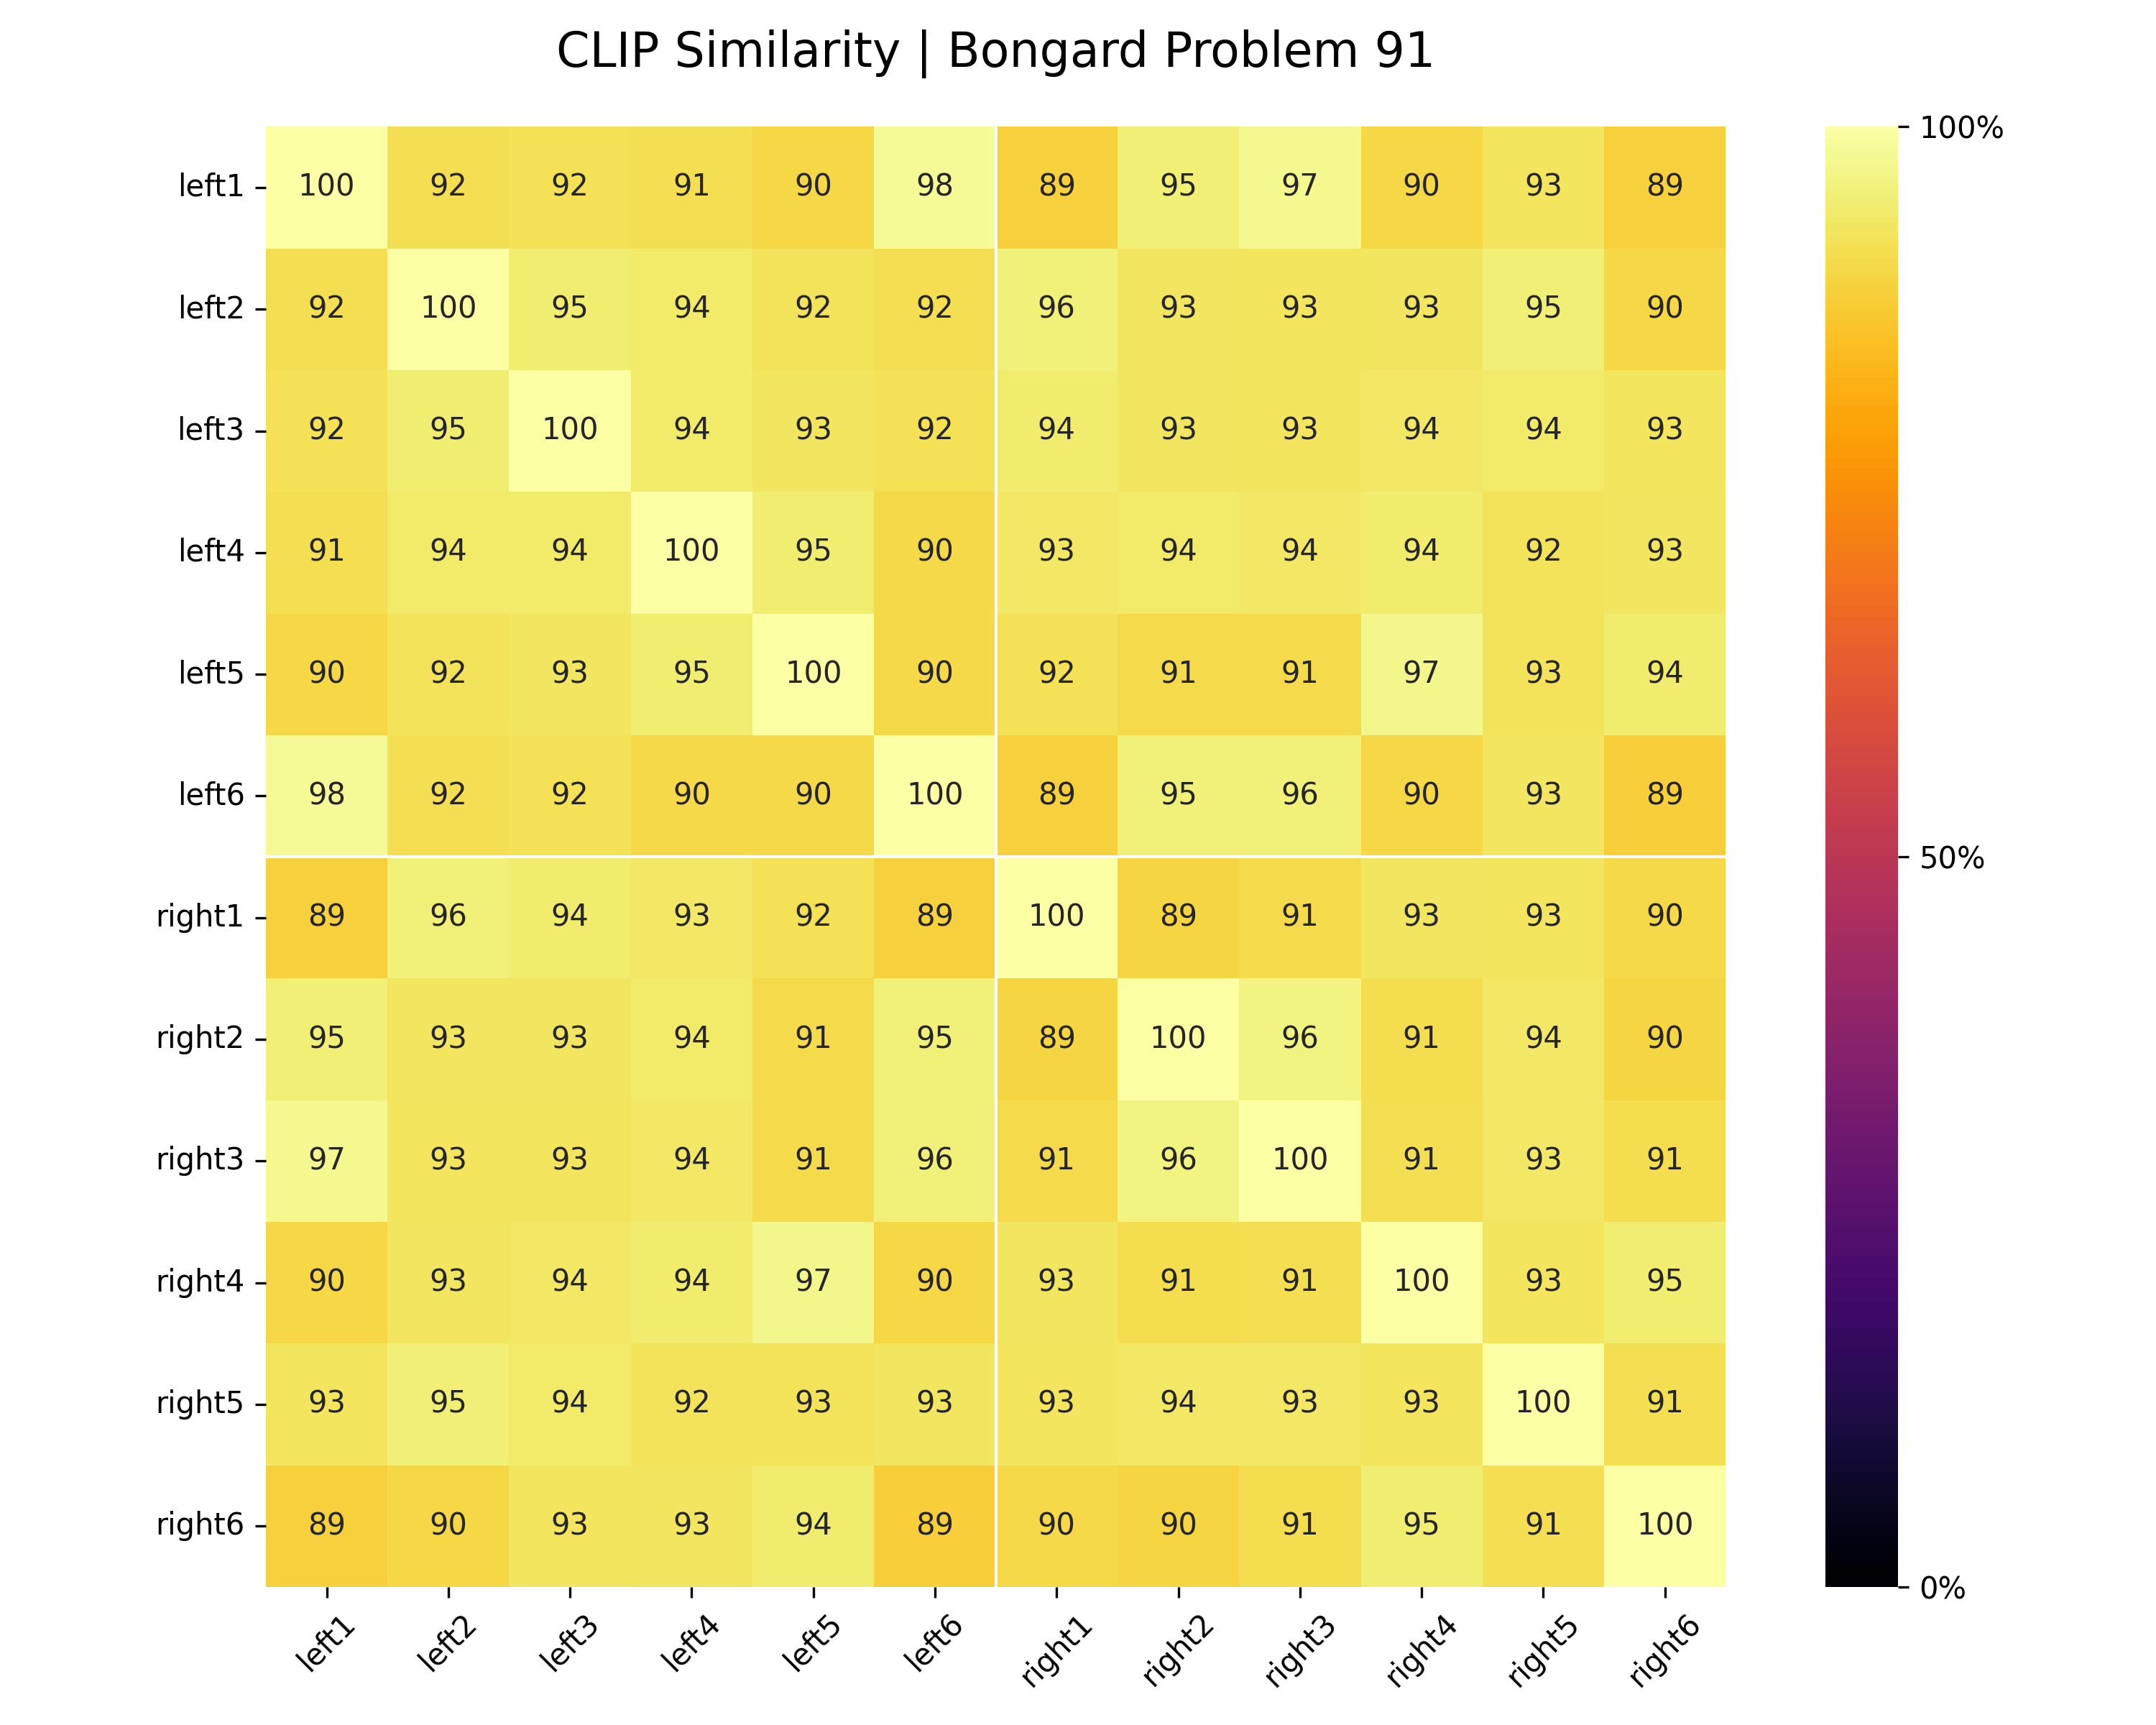 CLIP Similarity | Bongard Problem 91
left1 100 92 92 91 90 98 89 95 97 90 93 89
left2 92 100 95 94 92 92 96 93 93 93 95 90
left3 92 95 100 94 93 92 94 93 93 94 94 93
left4 91 94 94 100 95 90 93 94 94 94 92 93
left5 90 92 93 95 100 90 92 91 91 97 93 94
left6 98 92 92 90 90 100 89 95 96 90 93 89
right1 89 96 94 93 92 89 100 89 91 93 93 90
right2 95 93 93 94 91 95 89 100 96 91 94 90
right3 97 93 93 94 91 96 91 96 100 91 93 91
right4 90 93 94 94 97 90 93 91 91 100 93 95
right5 93 95 94 92 93 93 93 94 93 93 100 91
right6 89 90 93 93 94 89 90 90 91 95 91 100
left1 left2 left3 left4 left5 left6 right1 right2 right3 right4 right5 right6
100%
50%
0%